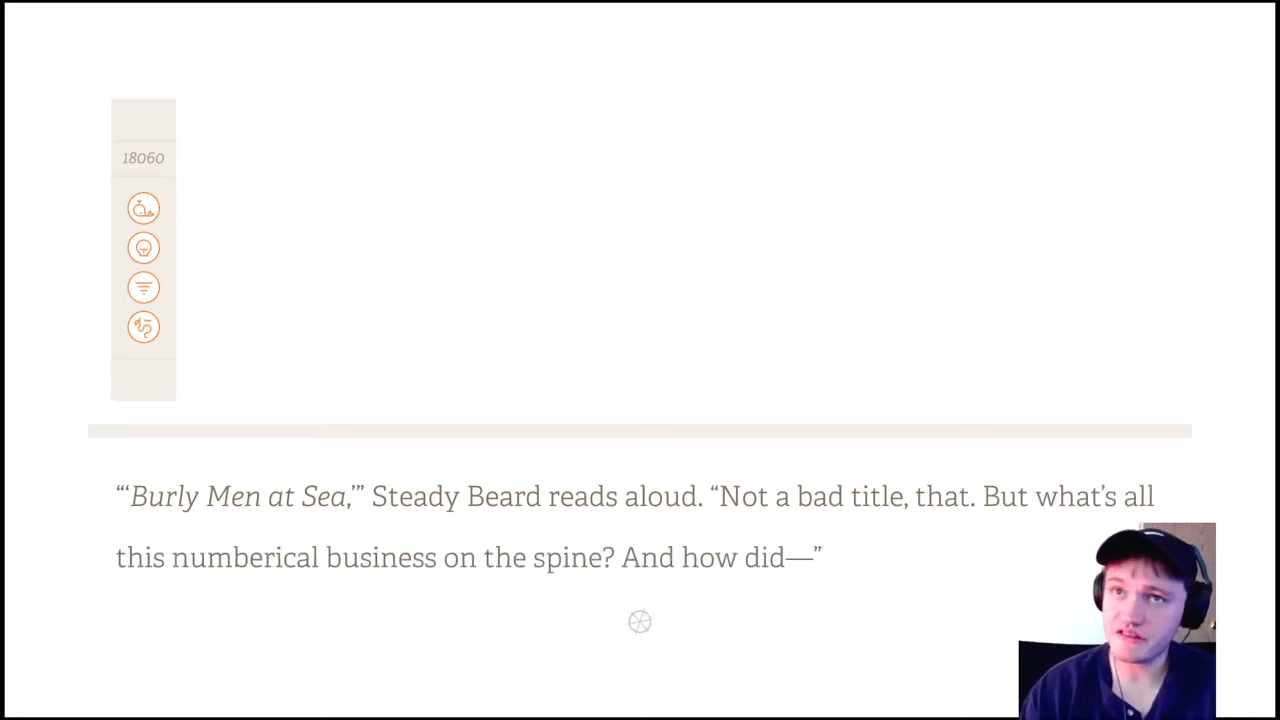 18060
“‘Burly Men at Sea,’” Steady Beard reads aloud. “Not a bad title, that. But what’s all
this numberical business on the spine? And how did—”